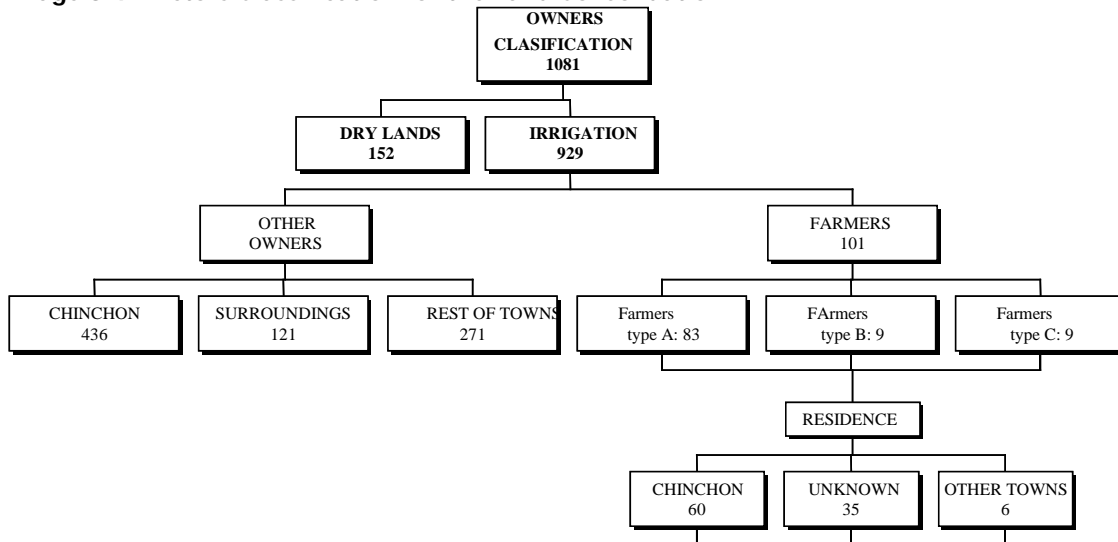 OWNERS
CLASIFICATION
1081
DRY LANDS
152
IRRIGATION
929
OTHER
OWNERS
FARMERS
101
CHINCHON
436
SURROUNDINGS
121
REST OF TOWNS
271
Farmers
type A: 83
FArmers
type B: 9
Farmers
type C: 9
RESIDENCE
CHINCHON
60
UNKNOWN
35
OTHER TOWNS
6